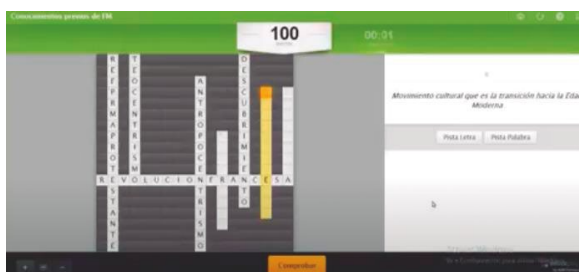 Conocimientos previos de FM
100
00:01
REFPRMAPROTESTANTE
TEOCENTRISMO
ANTROPOCENTRISMO
DESCUBRIMIENTO
REVOLUCIONFRANCESA
Movimiento cultural que es la transición hacia la Edad
Moderna
Pista Letra
Pista Palabra
Comprobar